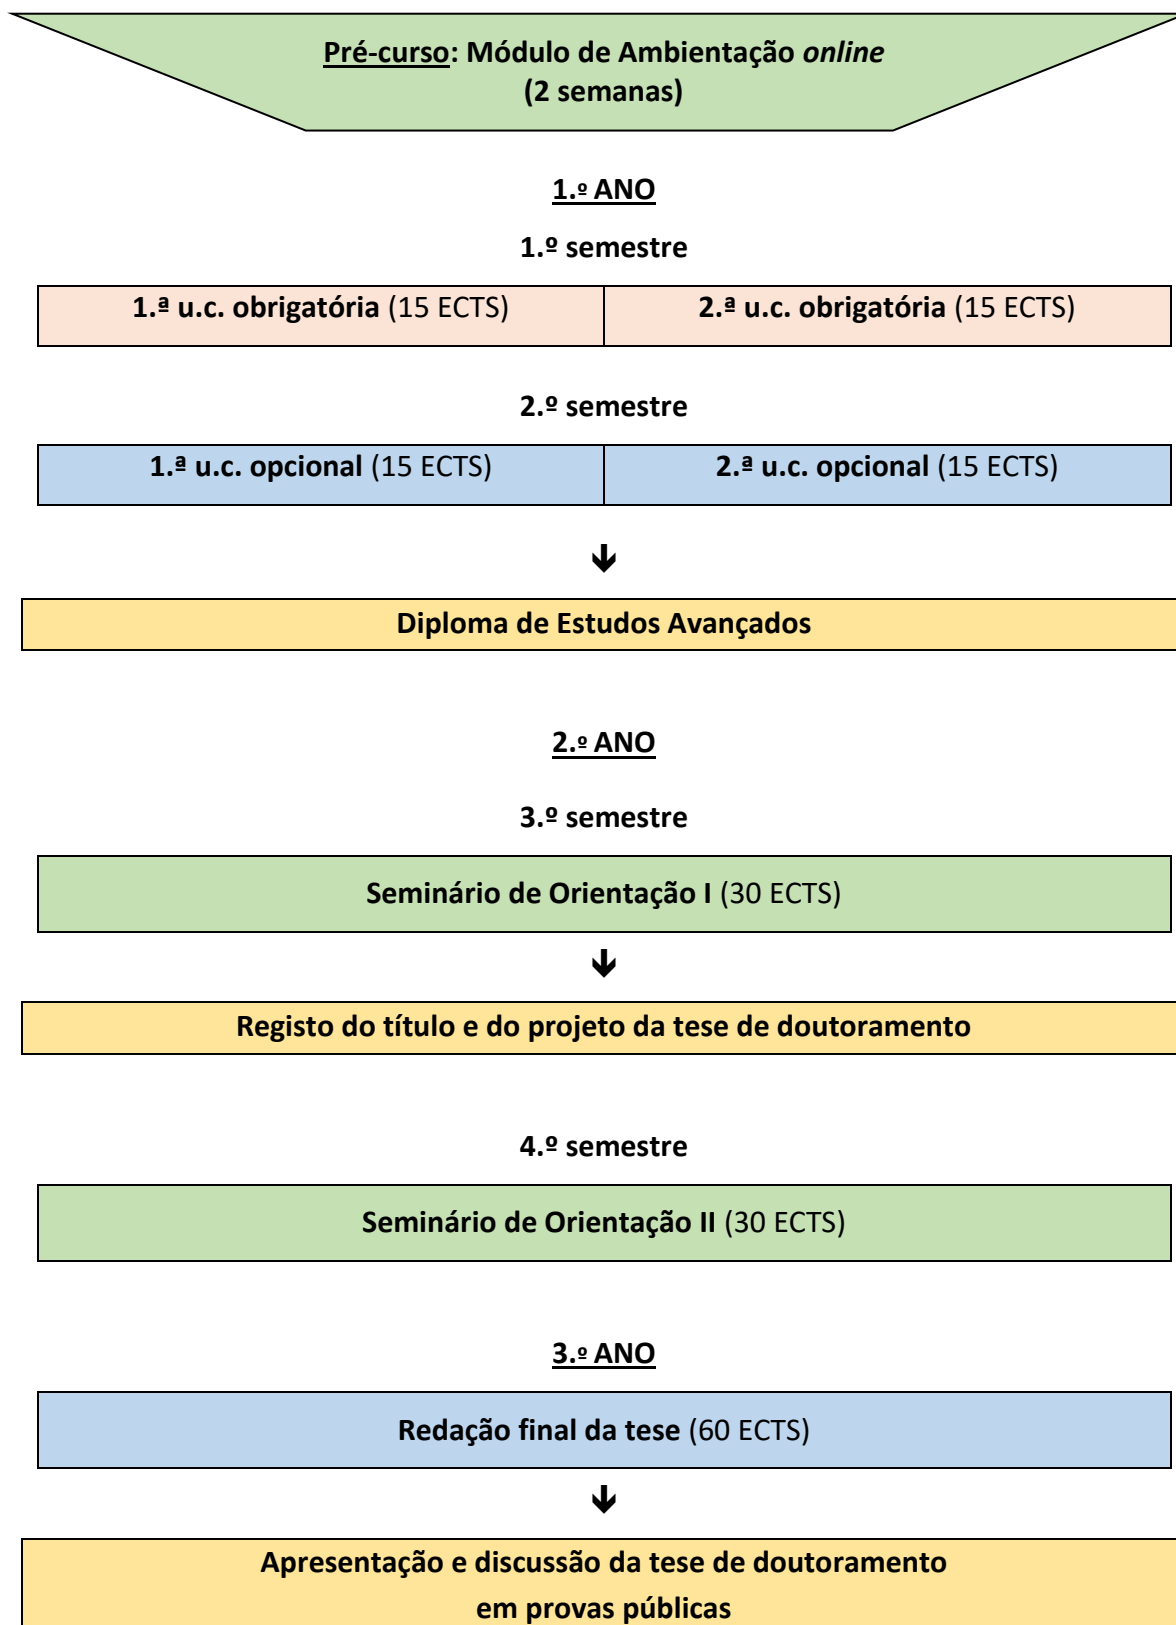 Pré-curso: Módulo de Ambientação online
(2 semanas)
1.º ANO
1.º semestre
1.ª u.c. obrigatória (15 ECTS)
2.ª u.c. obrigatória (15 ECTS)
2.º semestre
1.ª u.c. opcional (15 ECTS)
2.ª u.c. opcional (15 ECTS)
Diploma de Estudos Avançados
2.º ANO
3.º semestre
Seminário de Orientação I (30 ECTS)
Registo do título e do projeto da tese de doutoramento
4.º semestre
Seminário de Orientação II (30 ECTS)
3.º ANO
Redação final da tese (60 ECTS)
Apresentação e discussão da tese de doutoramento
em provas públicas